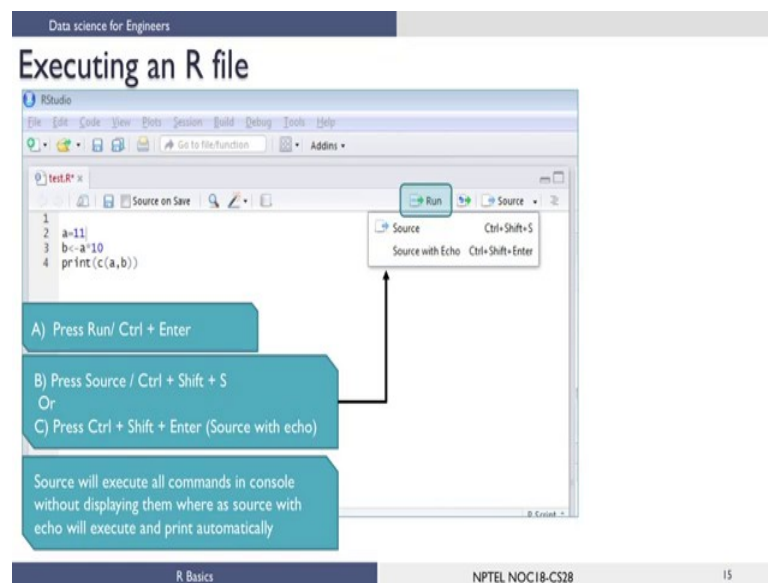 Data science for Engineers
Executing an R file
RStudio
File Edit Code View Plots Session Build Debug Tools Help
Go to file/function Addins
test.R* ×
Source on Save Run Source
1
2 a=11
3 b<-a*10
4 print(c(a,b))
Source Ctrl+Shift+S
Source with Echo Ctrl+Shift+Enter
A) Press Run/ Ctrl + Enter
B) Press Source / Ctrl + Shift + S
Or
C) Press Ctrl + Shift + Enter (Source with echo)
Source will execute all commands in console
without displaying them where as source with
echo will execute and print automatically
R Script
R Basics NPTEL NOC18-CS28 15